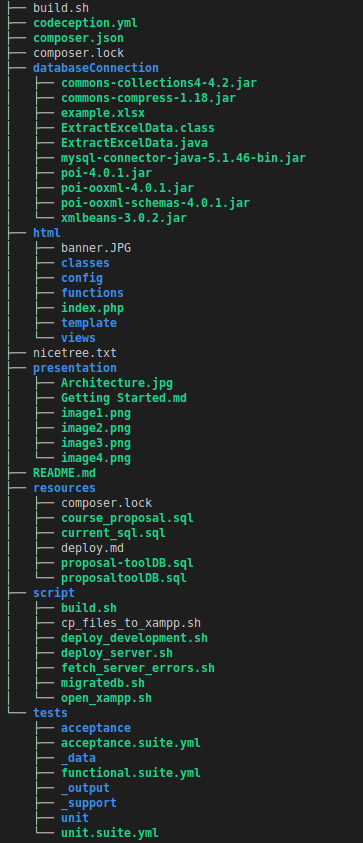 ├── build.sh
├── codeception.yml
├── composer.json
├── composer.lock
├── databaseConnection
│   ├── commons-collections4-4.2.jar
│   ├── commons-compress-1.18.jar
│   ├── example.xlsx
│   ├── ExtractExcelData.class
│   ├── ExtractExcelData.java
│   ├── mysql-connector-java-5.1.46-bin.jar
│   ├── poi-4.0.1.jar
│   ├── poi-ooxml-4.0.1.jar
│   ├── poi-ooxml-schemas-4.0.1.jar
│   └── xmlbeans-3.0.2.jar
├── html
│   ├── banner.JPG
│   ├── classes
│   ├── config
│   ├── functions
│   ├── index.php
│   ├── template
│   └── views
├── nicetree.txt
├── presentation
│   ├── Architecture.jpg
│   ├── Getting Started.md
│   ├── image1.png
│   ├── image2.png
│   ├── image3.png
│   └── image4.png
├── README.md
├── resources
│   ├── composer.lock
│   ├── course_proposal.sql
│   ├── current_sql.sql
│   ├── deploy.md
│   ├── proposal-toolDB.sql
│   └── proposaltoolDB.sql
├── script
│   ├── build.sh
│   ├── cp_files_to_xampp.sh
│   ├── deploy_development.sh
│   ├── deploy_server.sh
│   ├── fetch_server_errors.sh
│   ├── migratedb.sh
│   └── open_xampp.sh
└── tests
    ├── acceptance
    ├── acceptance.suite.yml
    ├── _data
    ├── functional.suite.yml
    ├── _output
    ├── _support
    ├── unit
    └── unit.suite.yml